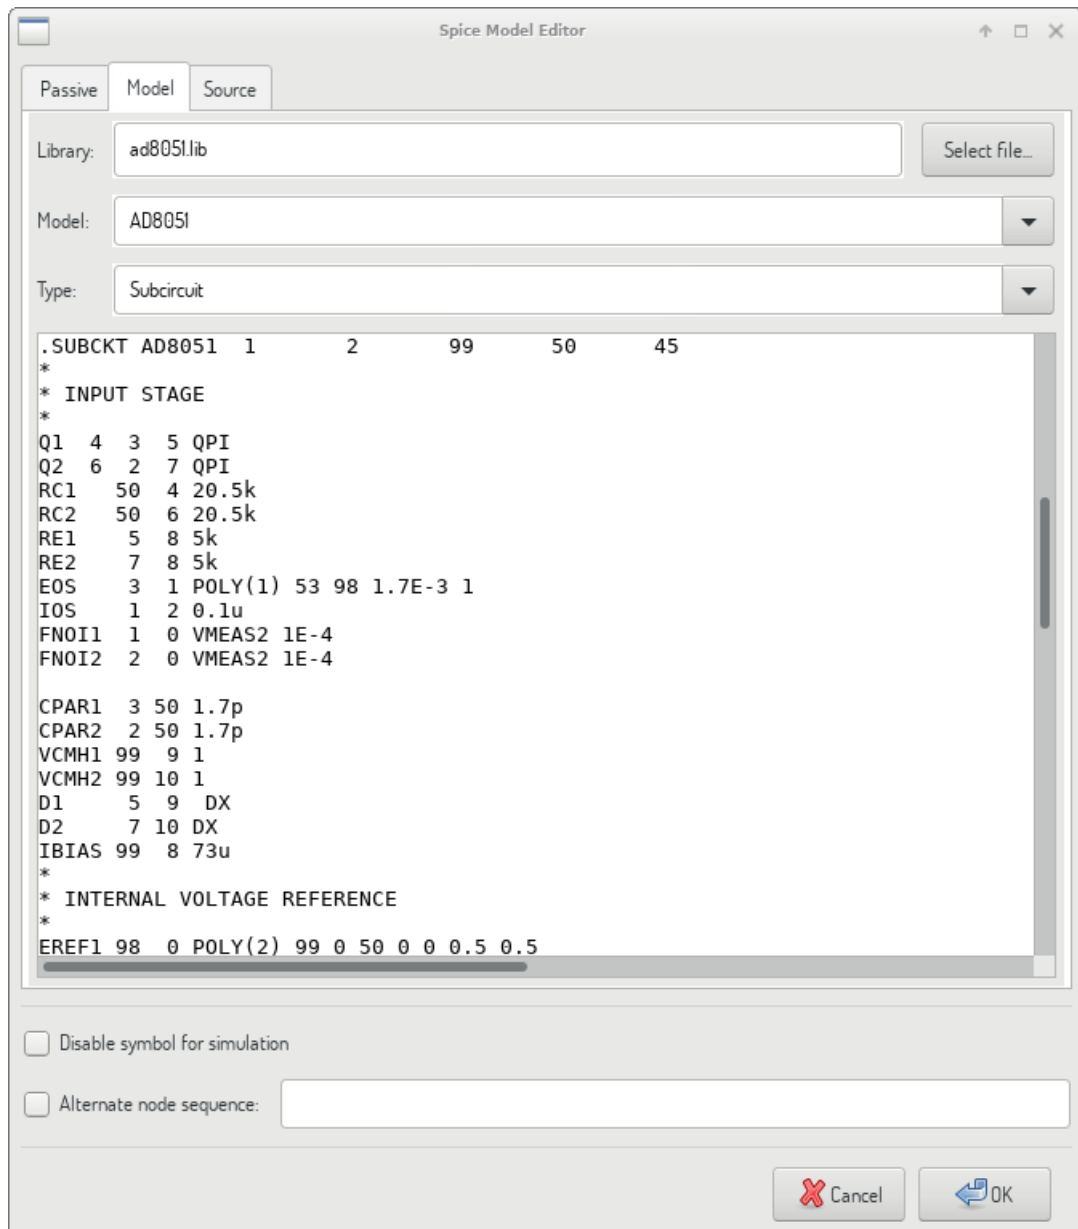 Spice Model Editor
Passive Model Source
Library: ad8051.lib Select file...
Model: AD8051
Type: Subcircuit
.SUBCKT AD8051  1       2       99      50      45
*
*  INPUT STAGE
*
Q1  4  3  5 QPI
Q2  6  2  7 QPI
RC1   50  4 20.5k
RC2   50  6 20.5k
RE1    5  8 5k
RE2    7  8 5k
EOS    3  1 POLY(1) 53 98 1.7E-3 1
IOS    1  2 0.1u
FNOI1  1  0 VMEAS2 1E-4
FNOI2  2  0 VMEAS2 1E-4
CPAR1  3 50 1.7p
CPAR2  2 50 1.7p
VCMH1 99  9 1
VCMH2 99 10 1
D1     5  9  DX
D2     7 10 DX
IBIAS 99  8 73u
*
*  INTERNAL VOLTAGE REFERENCE
*
EREF1 98  0 POLY(2) 99 0 50 0 0 0.5 0.5
Disable symbol for simulation
Alternate node sequence:
Cancel OK